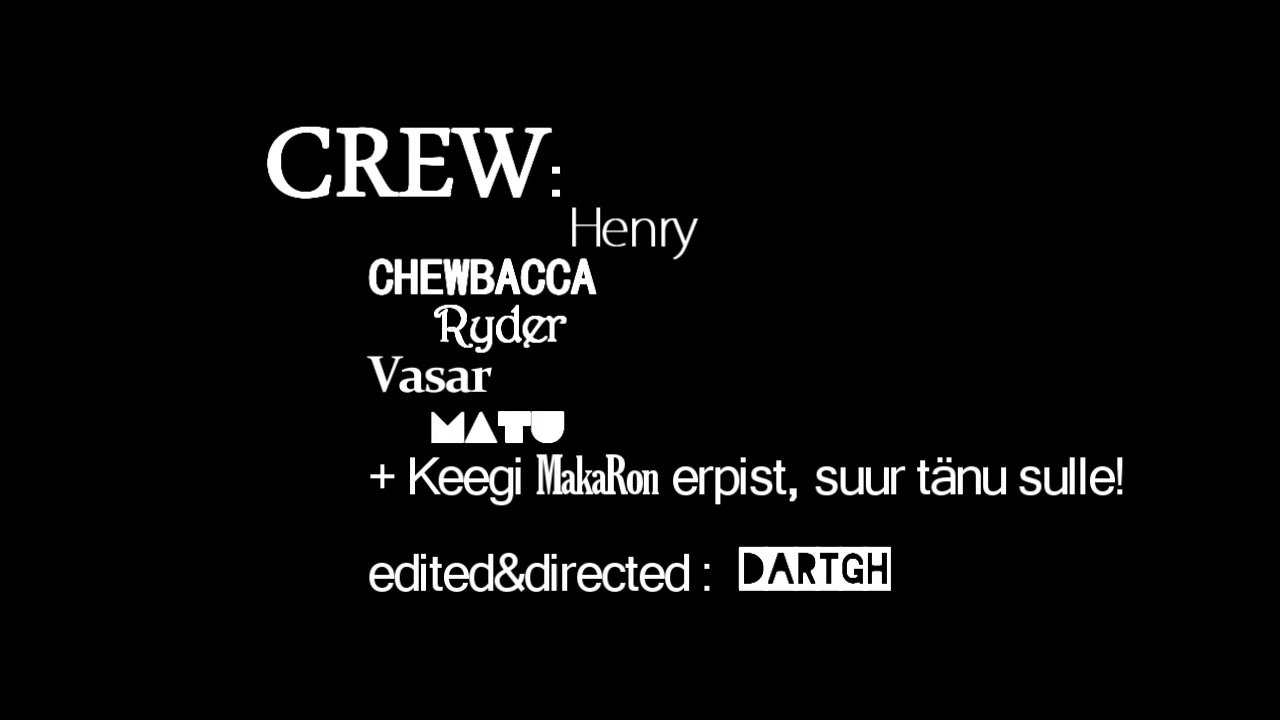 CREW:
Henry
CHEWBACCA
Ryder
Vasar
MATU
+ Keegi MakaRon erpist, suur tänu sulle!
edited&directed : DARTGH